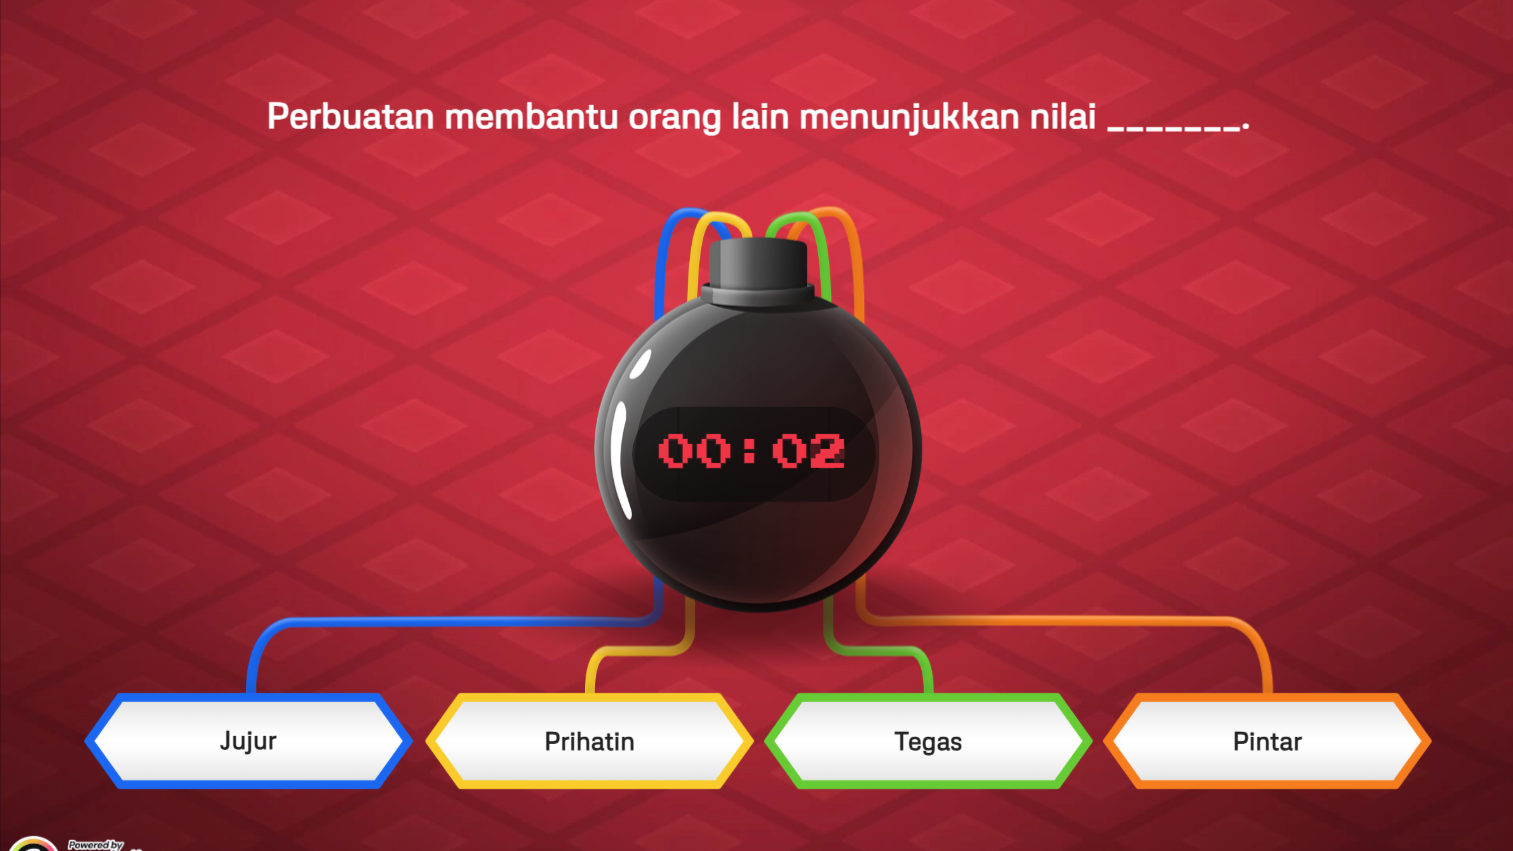 Perbuatan membantu orang lain menunjukkan nilai _______.
00:02
Jujur
Prihatin
Tegas
Pintar
Powered by